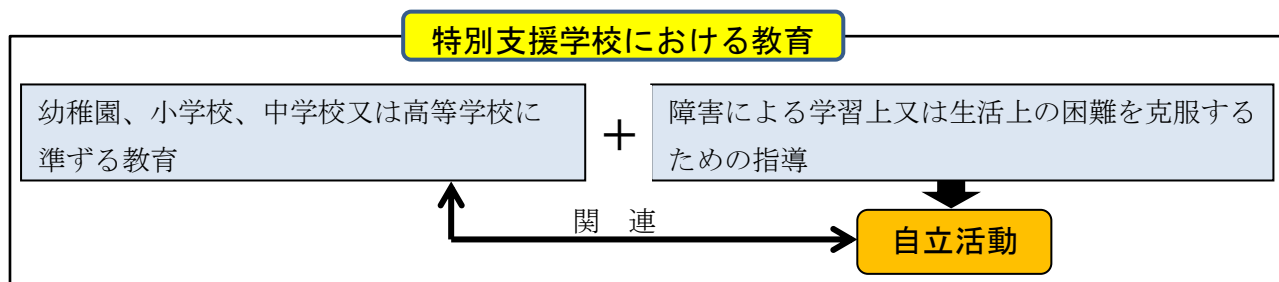 特別支援学校における教育
幼稚園、小学校、中学校又は高等学校に
準ずる教育
＋
障害による学習上又は生活上の困難を克服する
ための指導
関　連
自立活動